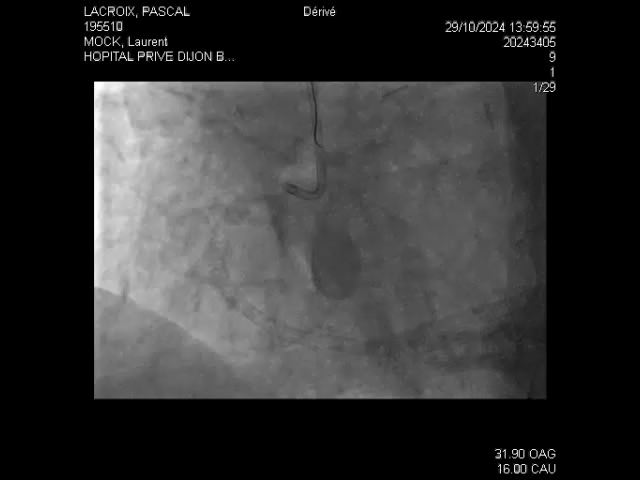 LACROIX, PASCAL
Dérivé
195510
29/10/2024 13:59:55
MOCK, Laurent
20243405
HOPITAL PRIVE DIJON B...
9
1
1/29
31.90 OAG
16.00 CAU